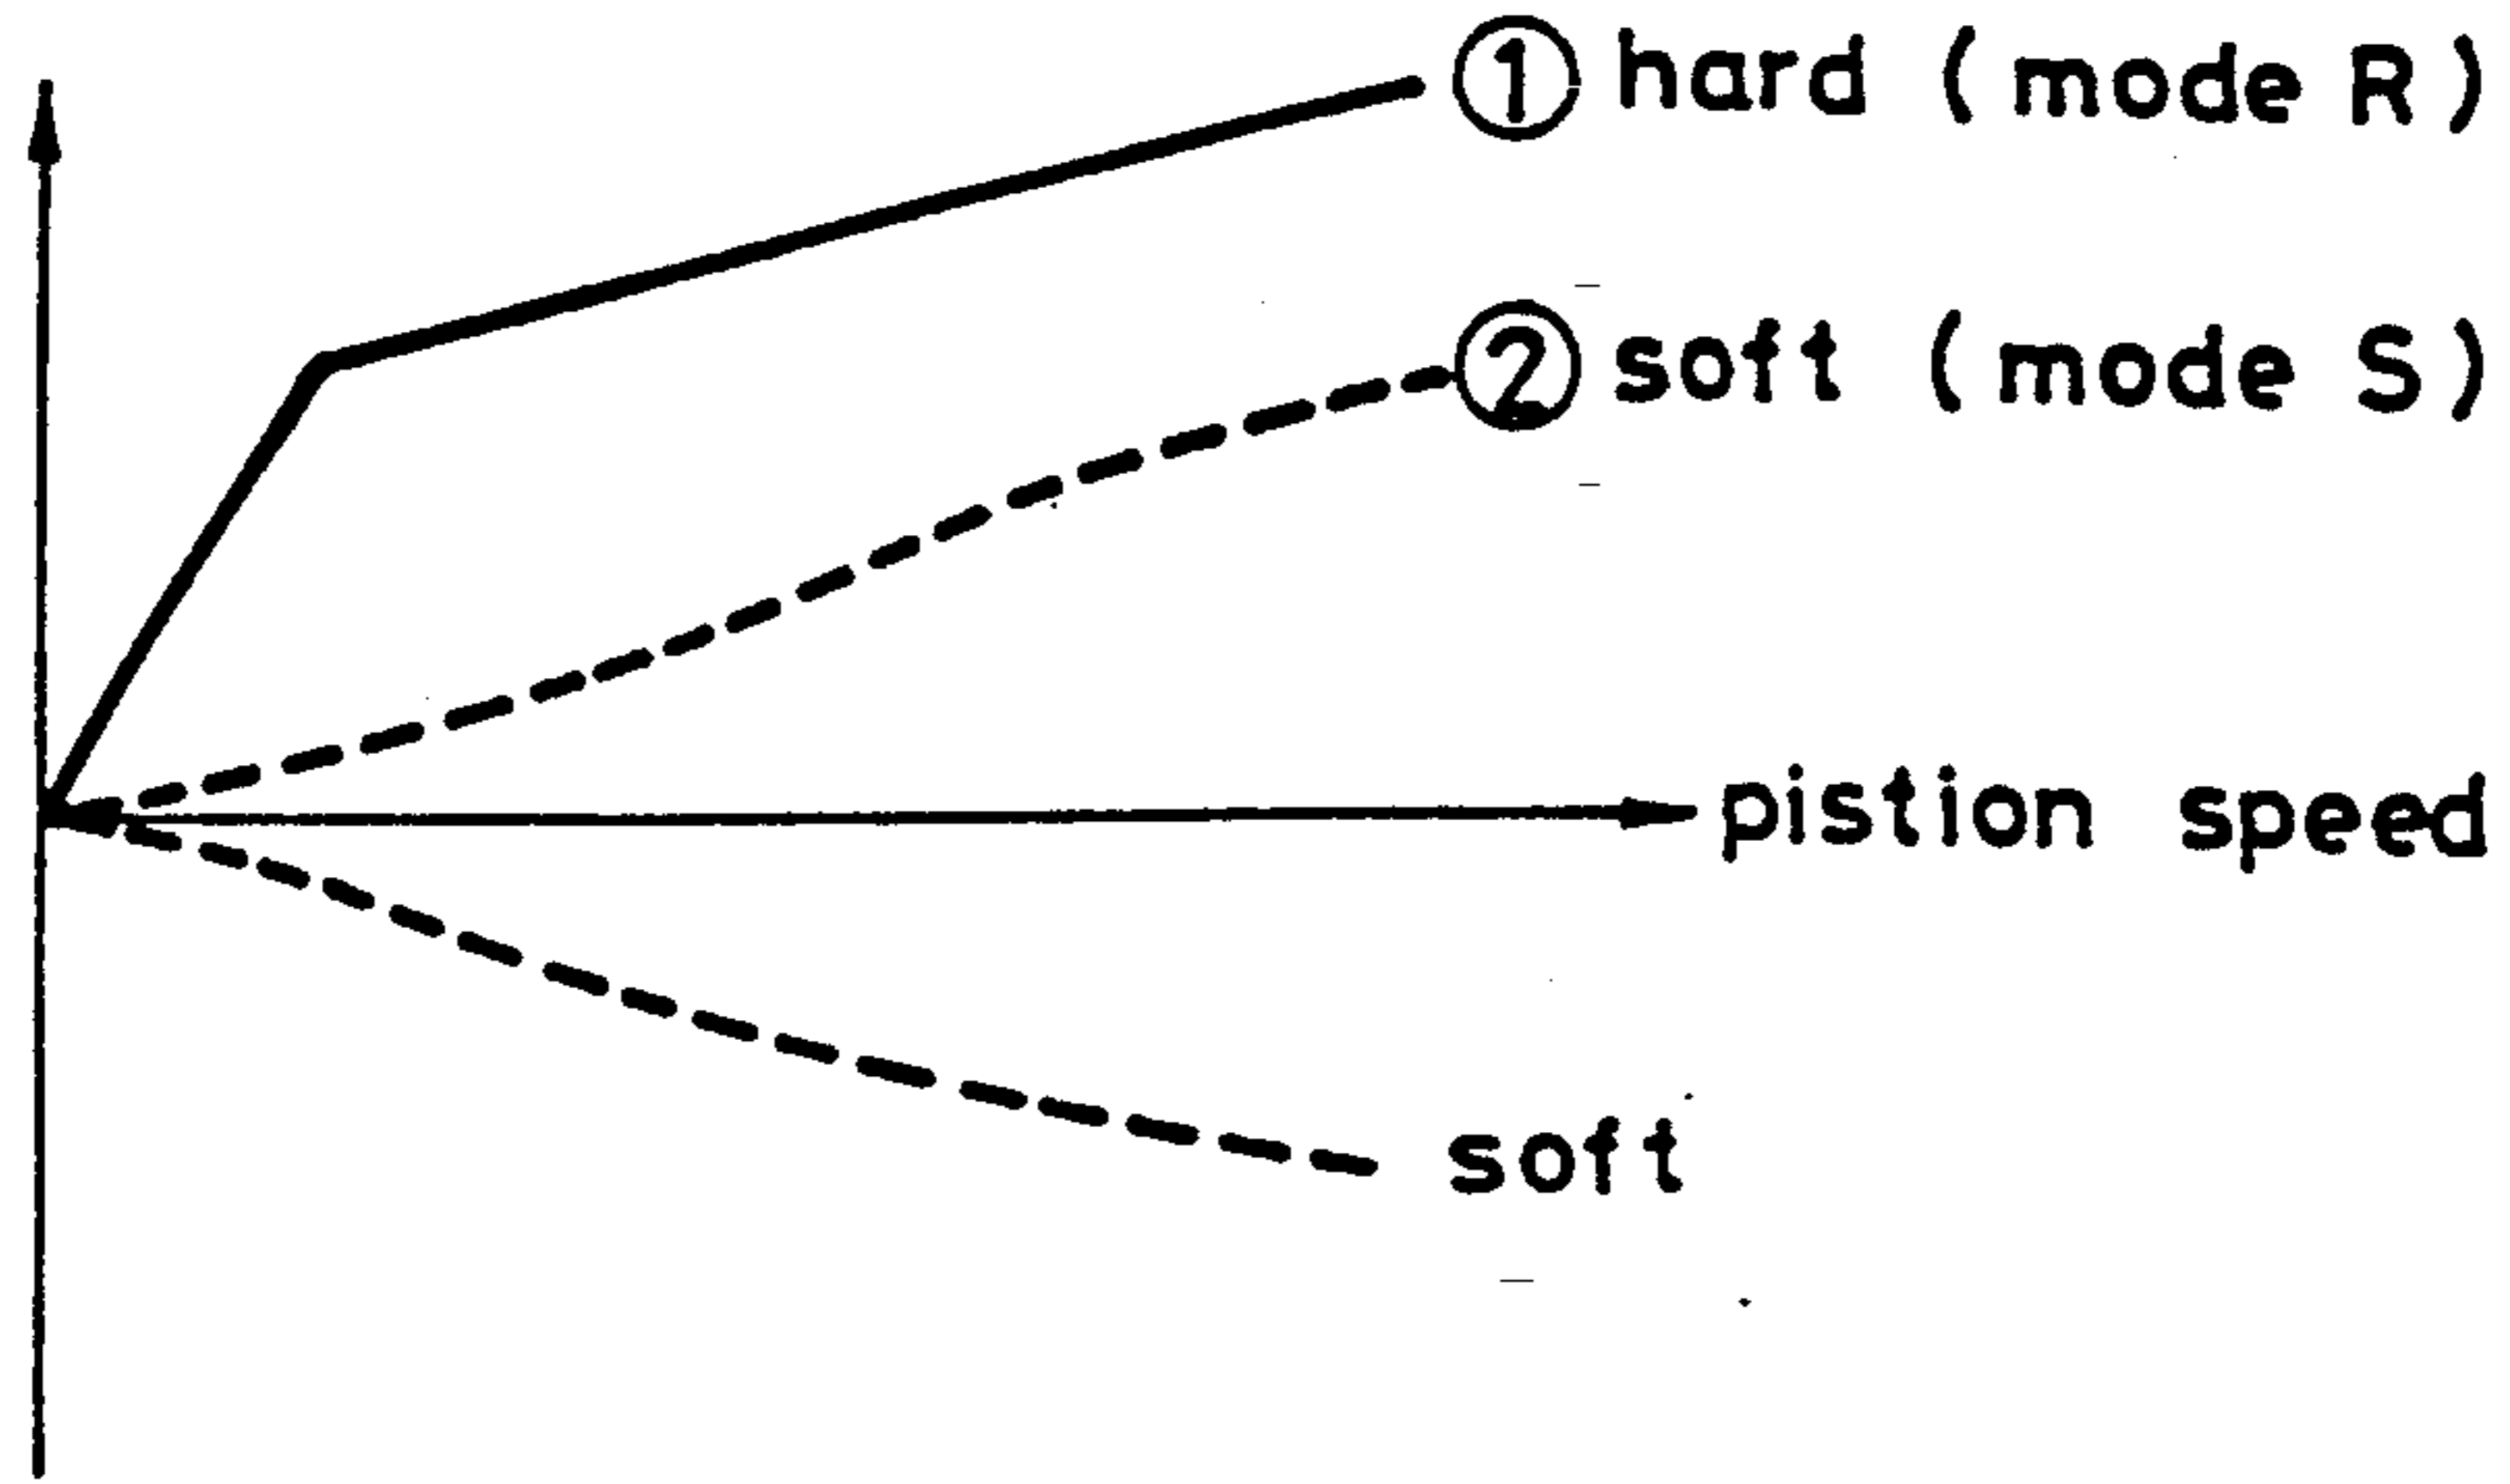 ① hard (mode R)
② soft (mode S)
pistion speed
soft